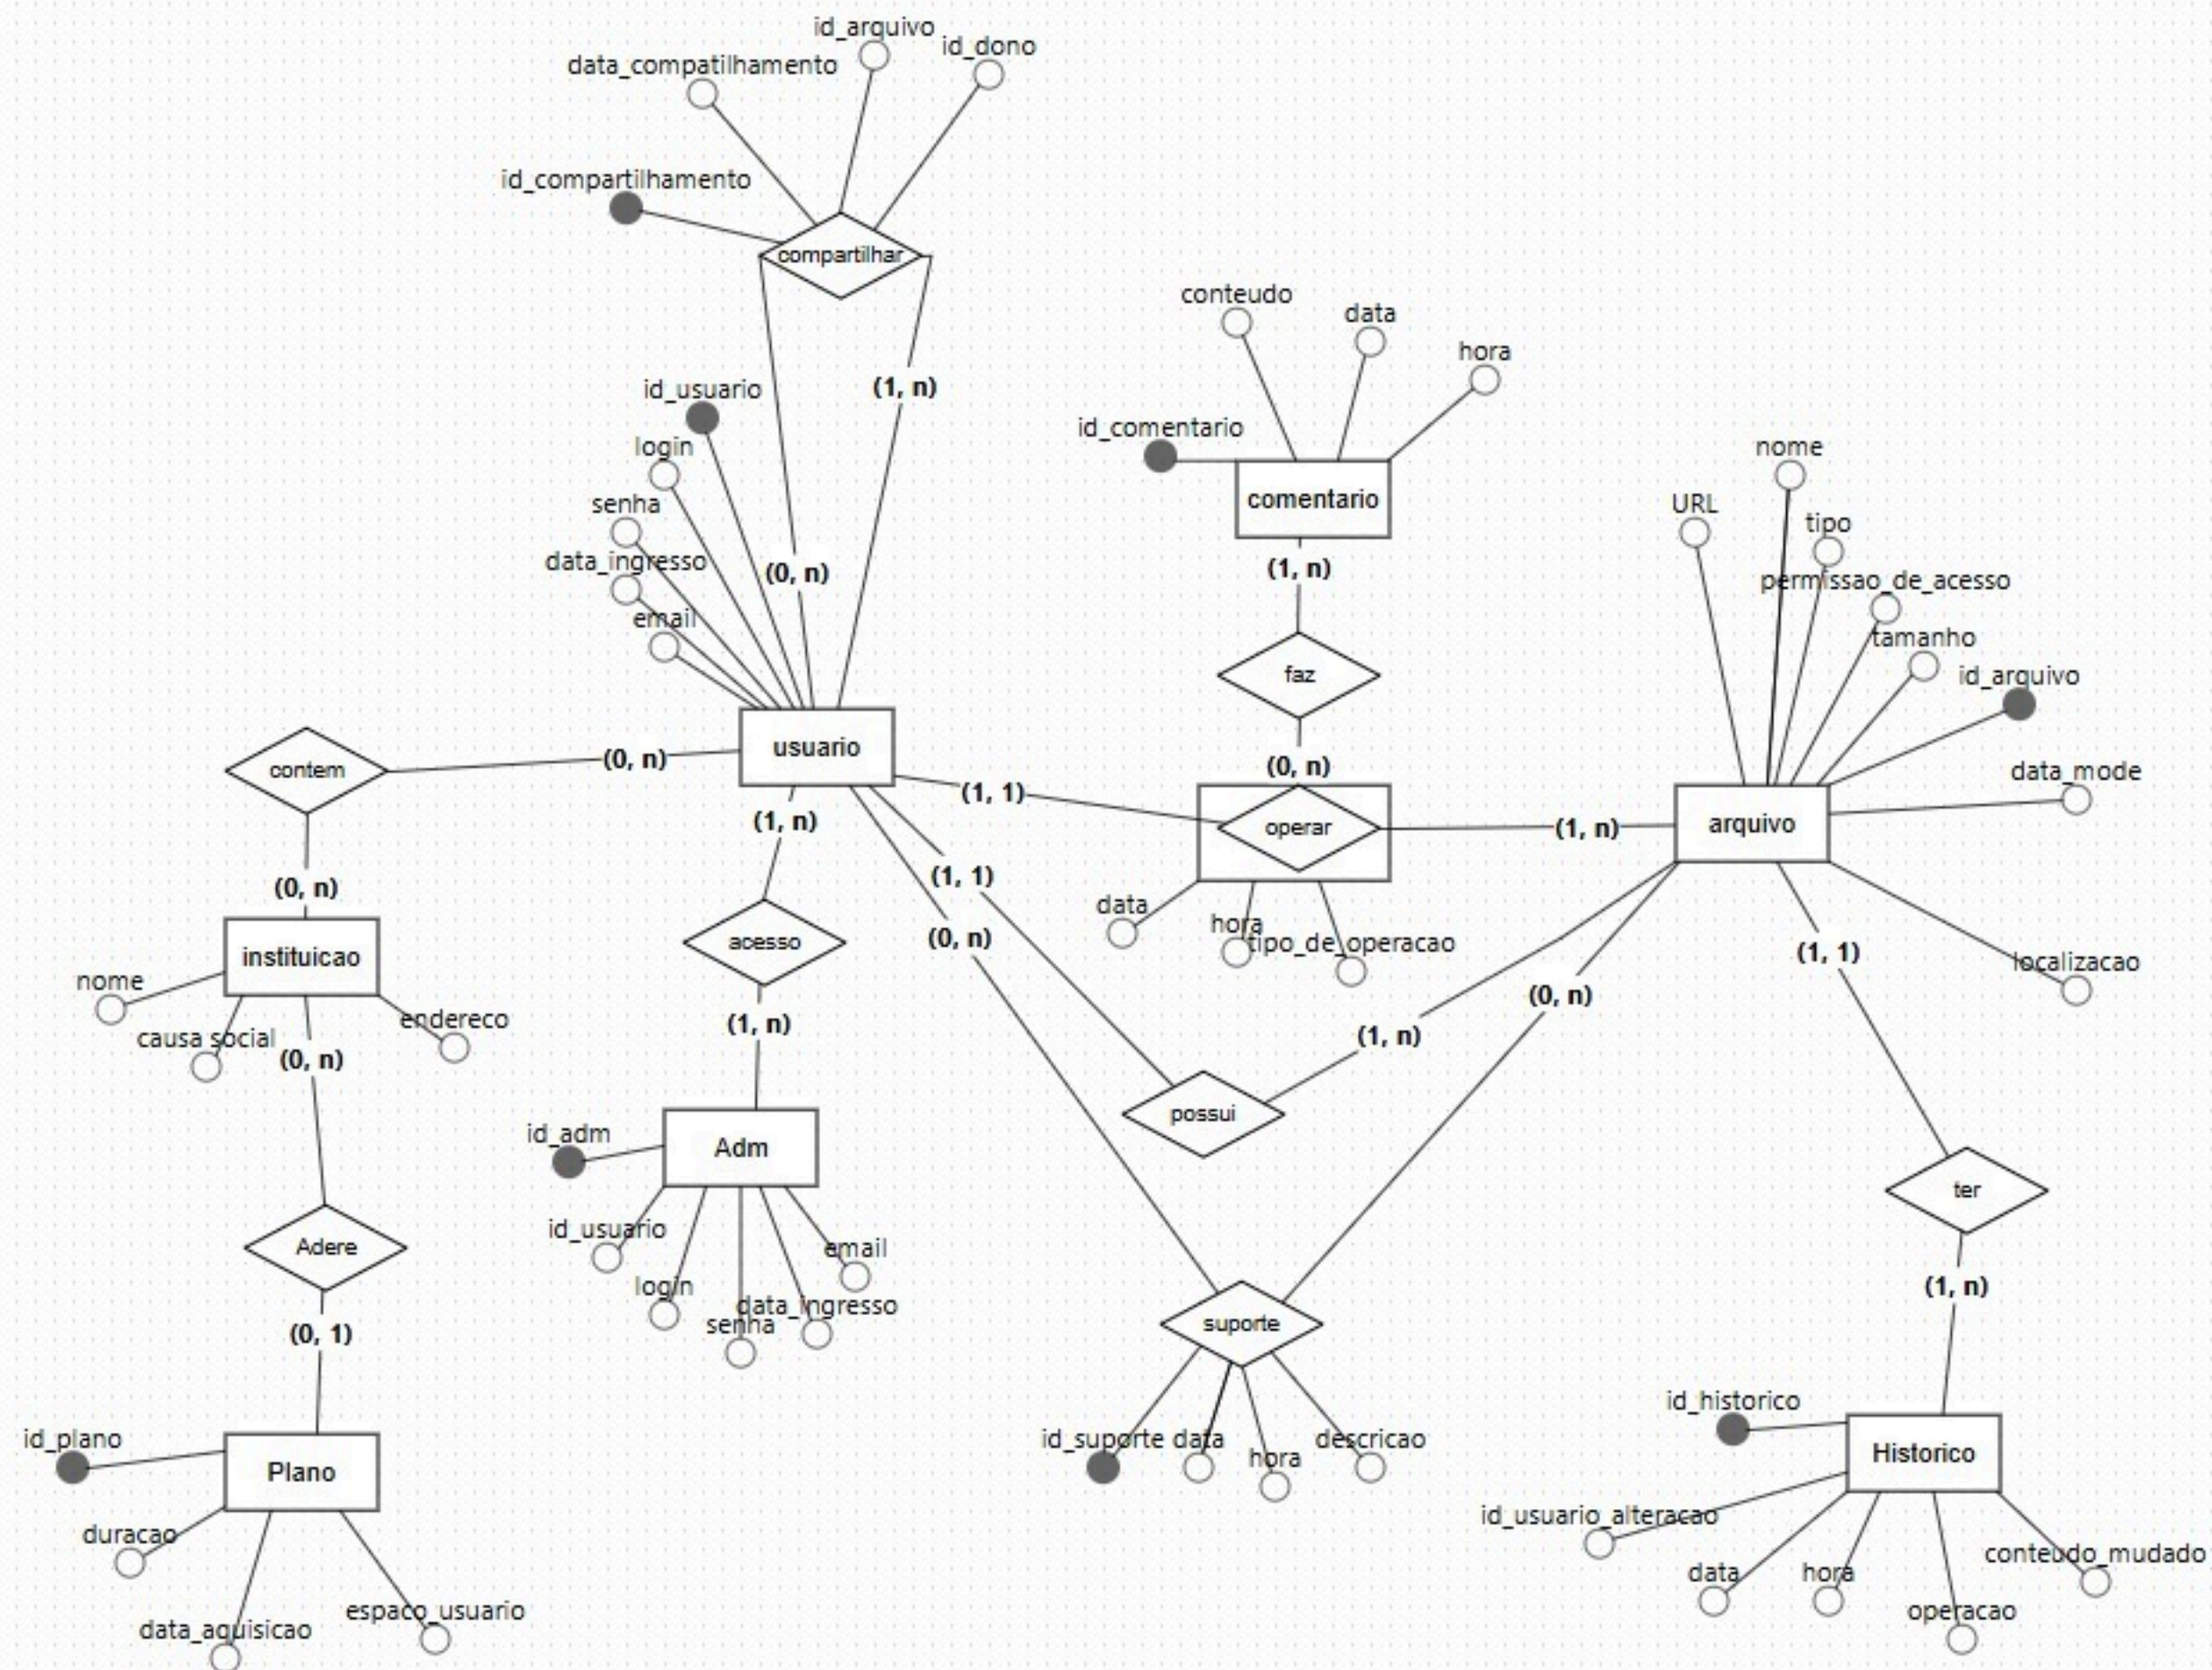 id_arquivo
id_dono
data_compatilhamento
id_compartilhamento
compartilhar
(1, n)
(0, n)
id_usuario
login
senha
data_ingresso
email
usuario
conteudo
data
hora
id_comentario
comentario
(1, n)
faz
(0, n)
operar
(1, 1)
(1, n)
data
hora
tipo_de_operacao
nome
URL
tipo
permissao_de_acesso
tamanho
id_arquivo
data_mode
arquivo
localizacao
contem
(0, n)
(0, n)
instituicao
nome
causa social
endereco
(0, n)
Adere
(0, 1)
id_plano
Plano
duracao
data_aquisicao
espaco_usuario
(1, n)
acesso
(1, n)
id_adm
Adm
id_usuario
login
senha
data_ingresso
email
(1, 1)
(0, n)
(1, n)
(0, n)
possui
suporte
id_suporte
data
hora
descricao
(1, 1)
ter
(1, n)
id_historico
Historico
id_usuario_alteracao
data
hora
operacao
conteudo_mudado